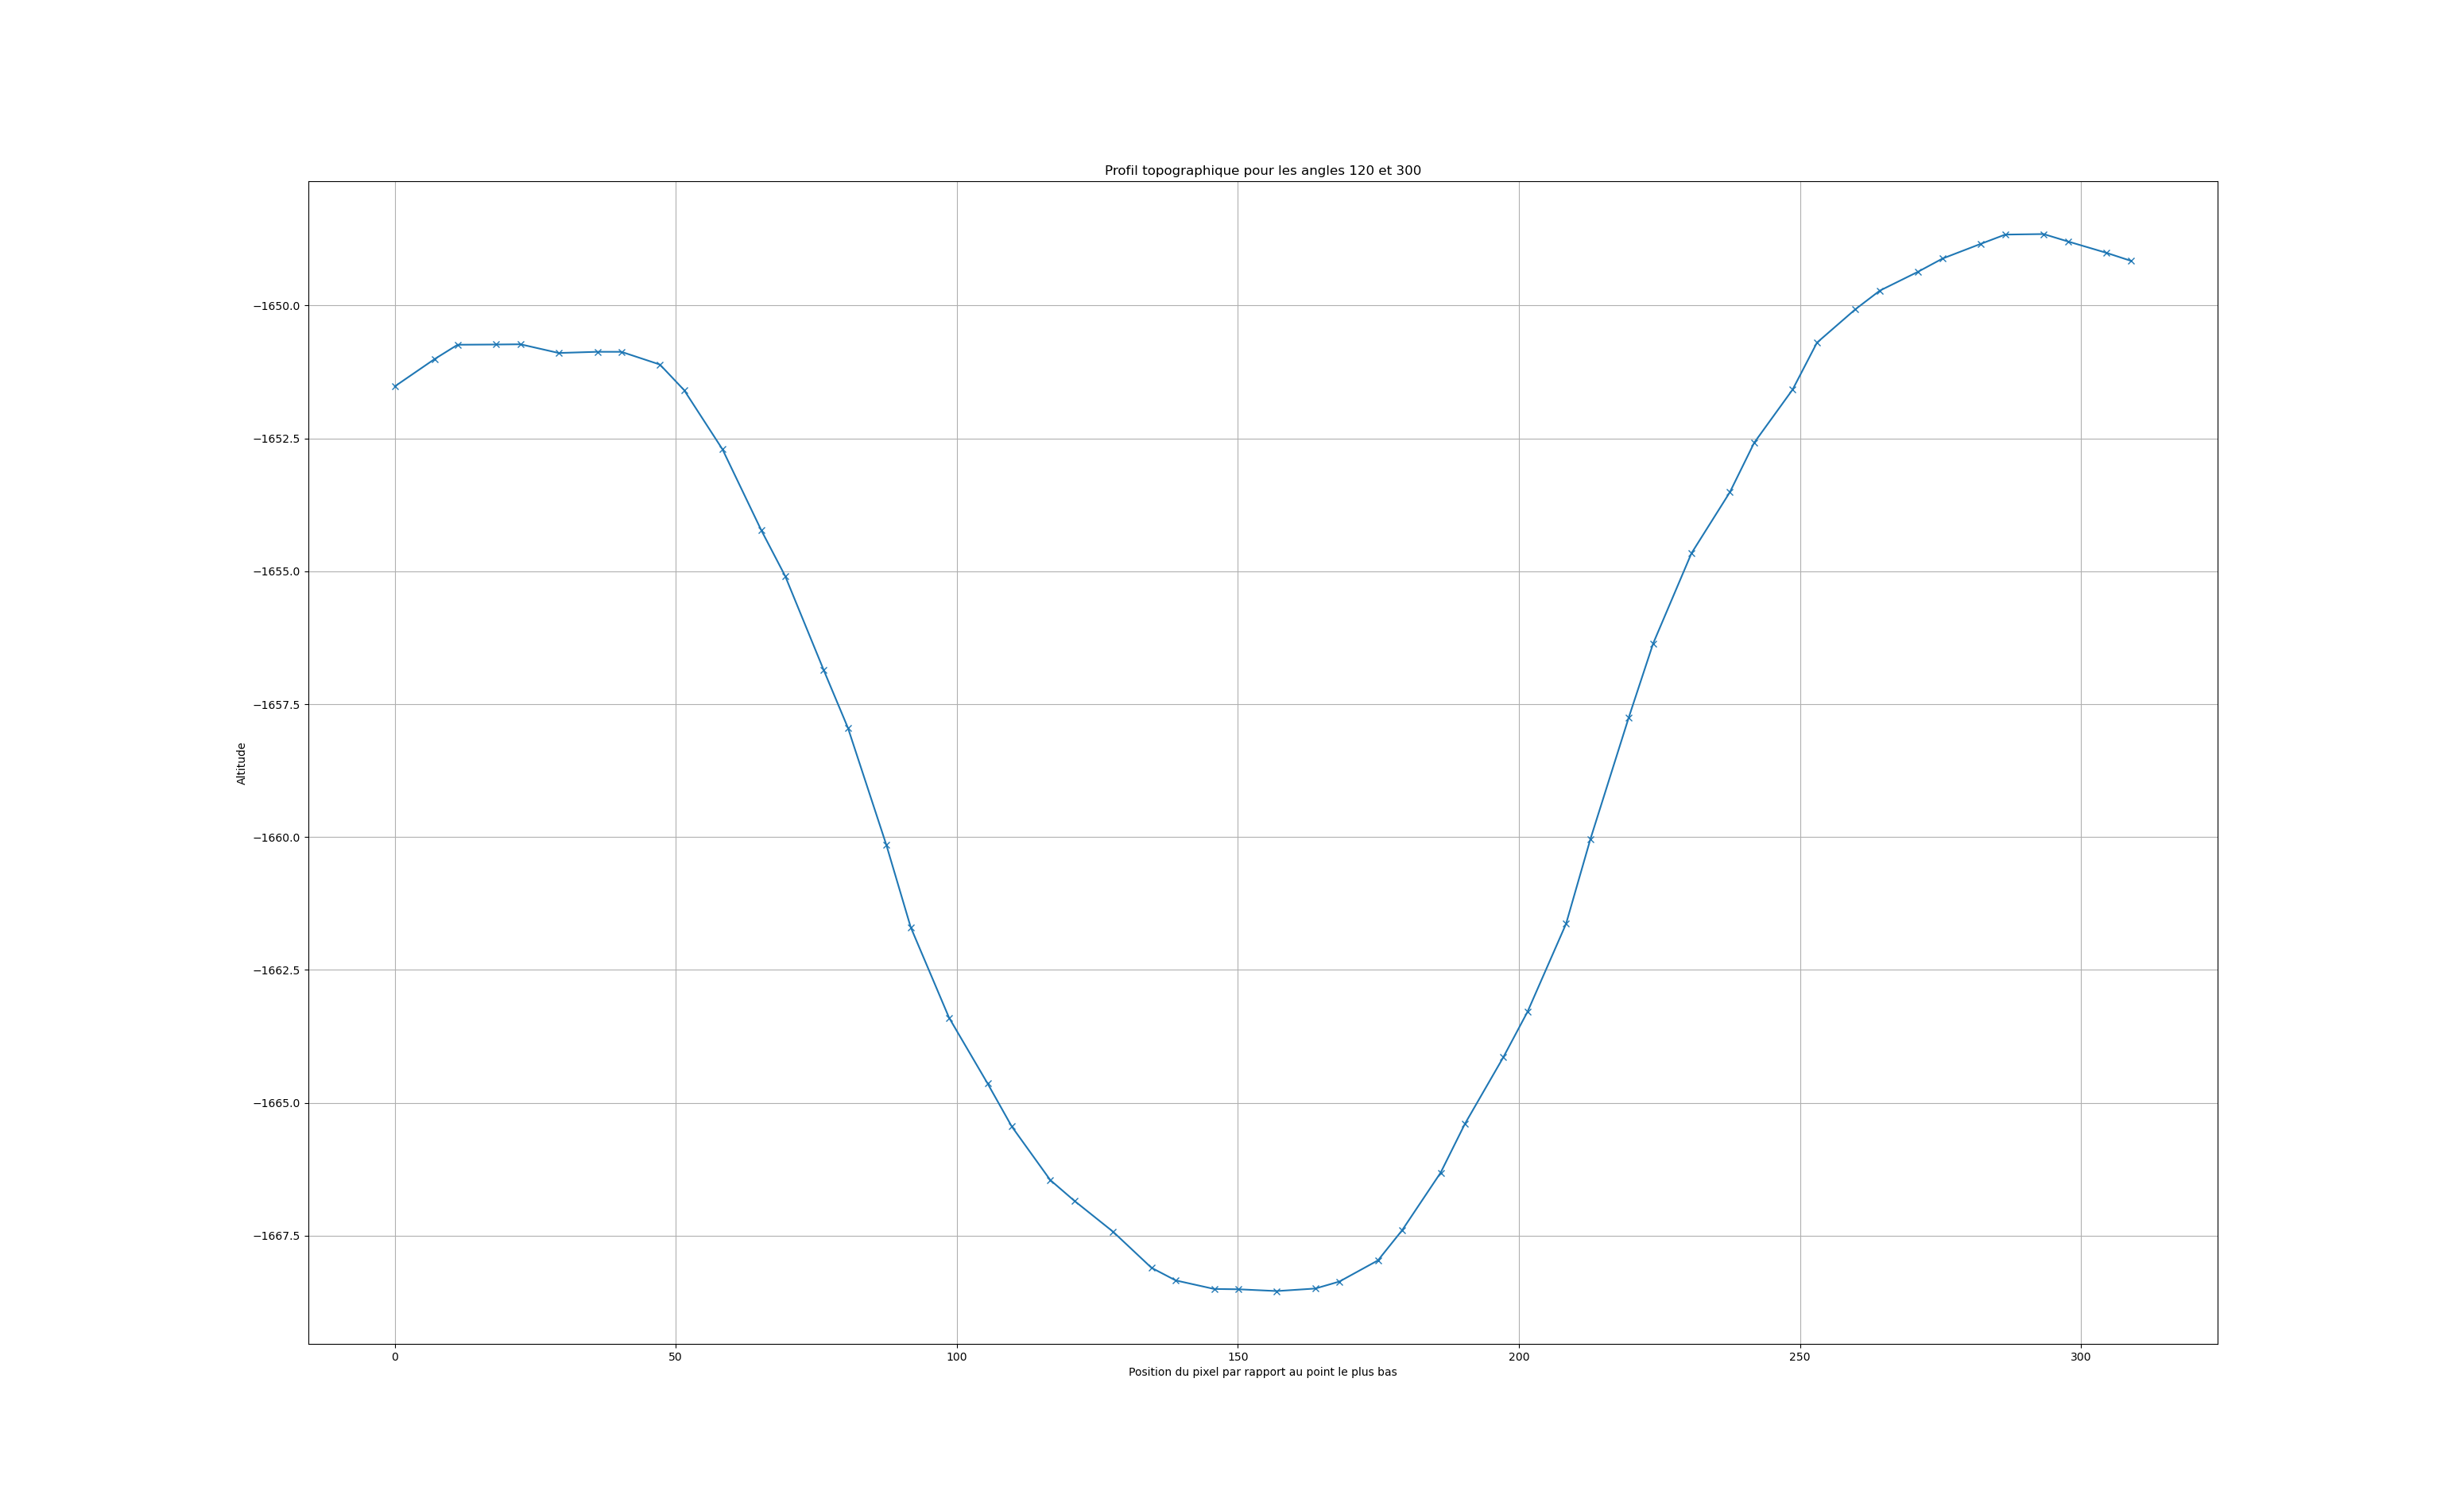 Profil topographique pour les angles 120 et 300
−1650.0
−1652.5
−1655.0
−1657.5
−1660.0
−1662.5
−1665.0
−1667.5
Altitude
0 50 100 150 200 250 300
Position du pixel par rapport au point le plus bas